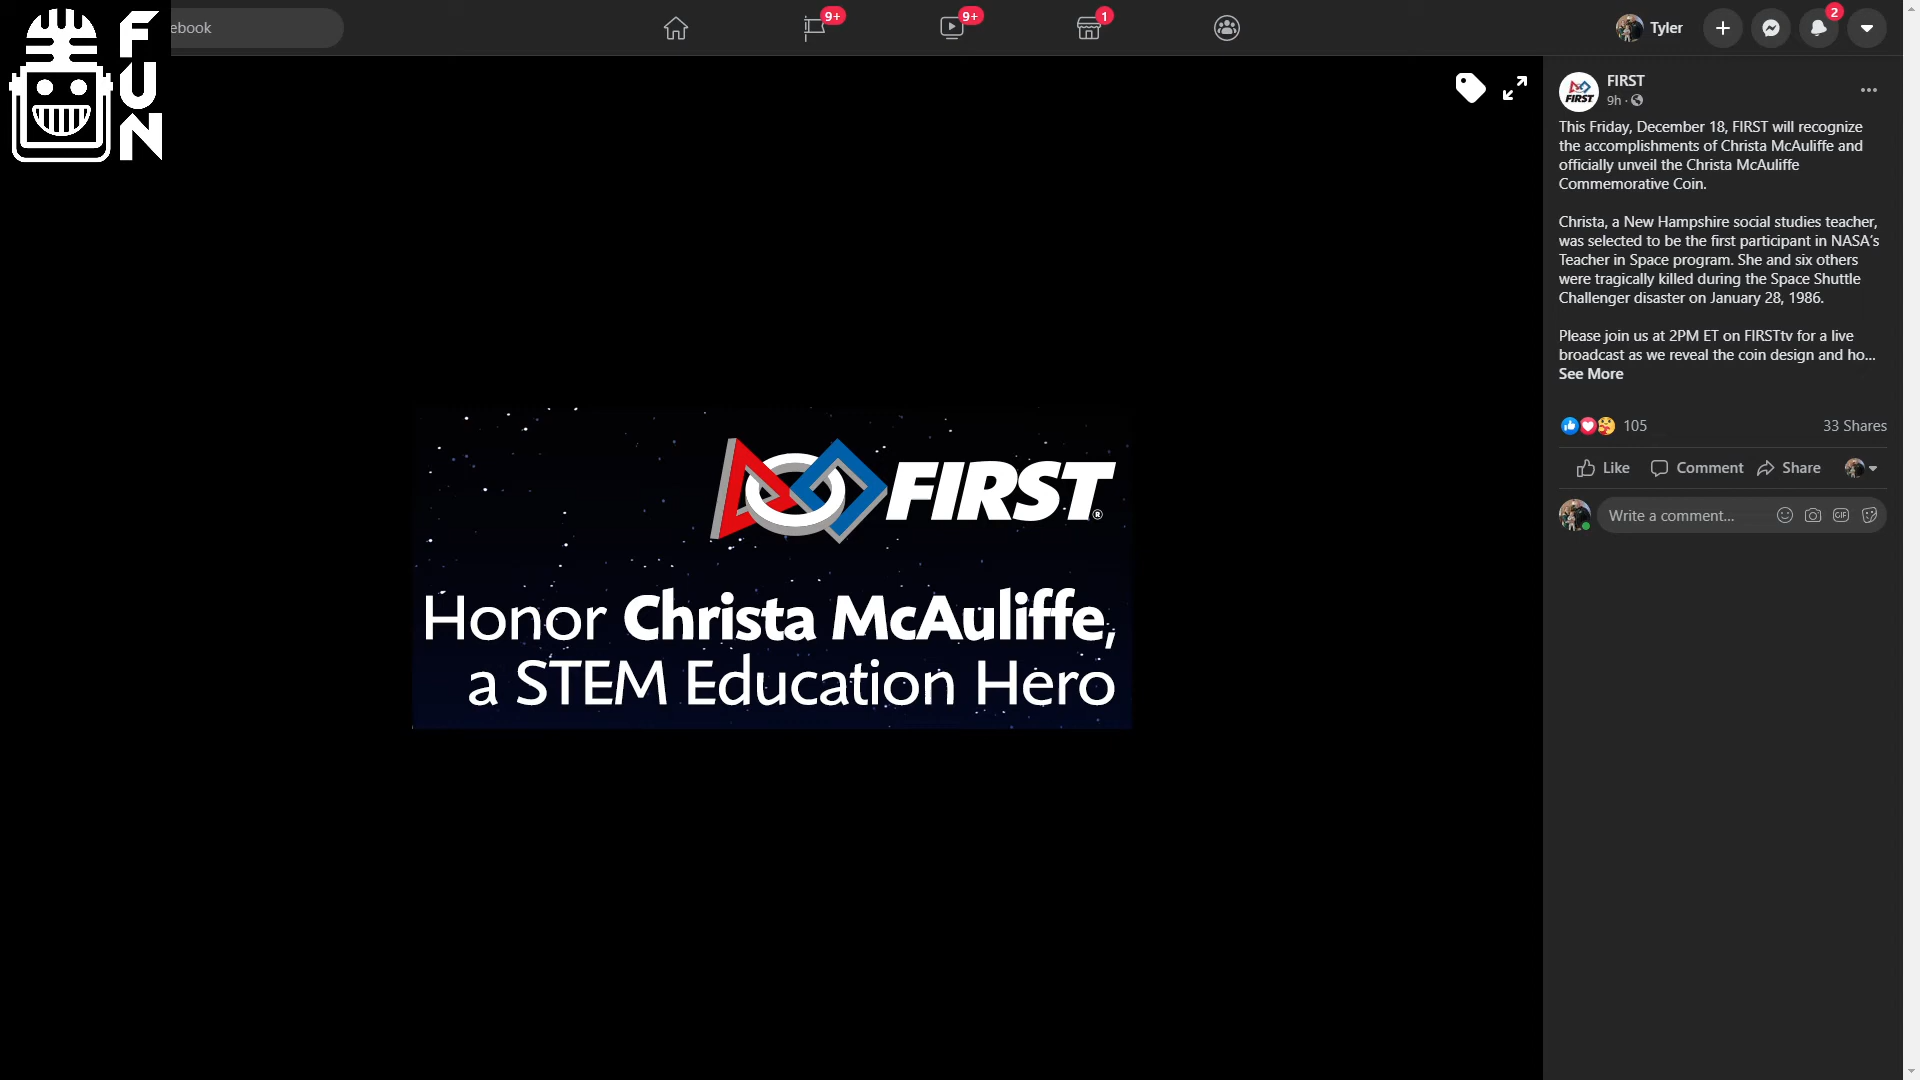 FUN
ebook
9+
9+
1
Tyler
2
FIRST
9h ·
This Friday, December 18, FIRST will recognize
the accomplishments of Christa McAuliffe and
officially unveil the Christa McAuliffe
Commemorative Coin.
Christa, a New Hampshire social studies teacher,
was selected to be the first participant in NASA's
Teacher in Space program. She and six others
were tragically killed during the Space Shuttle
Challenger disaster on January 28, 1986.
Please join us at 2PM ET on FIRSTtv for a live
broadcast as we reveal the coin design and ho...
See More
105
33 Shares
Like
Comment
Share
Write a comment...
GIF
FIRST
FIRST®
Honor Christa McAuliffe,
a STEM Education Hero